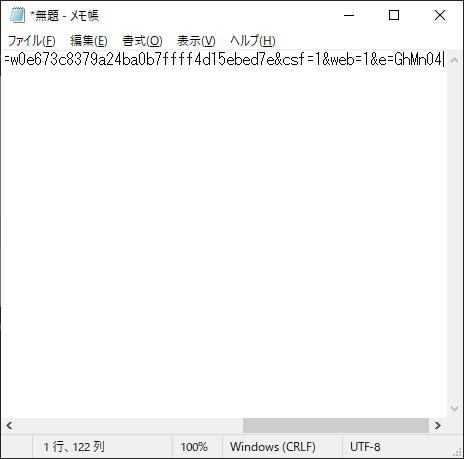 *無題 - メモ帳
ファイル(F) 編集(E) 書式(O) 表示(V) ヘルプ(H)
=w0e673c8379a24ba0b7ffff4d15ebed7e&csf=1&web=1&e=GhMn04
1 行、122 列 100% Windows (CRLF) UTF-8